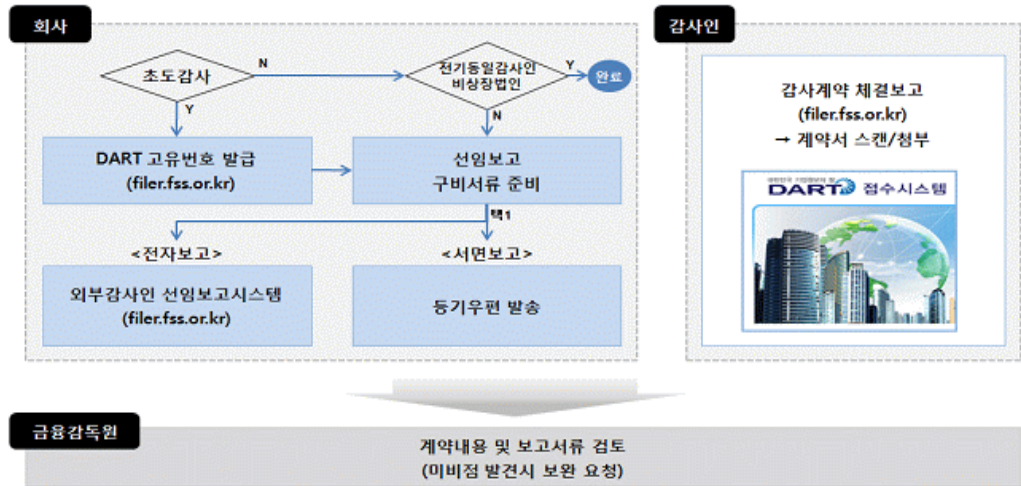 회사
초도감사
N
Y
전기동일감사인
비상장법인
Y
N
완료
DART 고유번호 발급
(filer.fss.or.kr)
선임보고
구비서류 준비
택1
<전자보고>
<서면보고>
외부감사인 선임보고시스템
(filer.fss.or.kr)
등기우편 발송
감사인
감사계약 체결보고
(filer.fss.or.kr)
→ 계약서 스캔/첨부
DART 접수시스템
금융감독원
계약내용 및 보고서류 검토
(미비점 발견시 보완 요청)